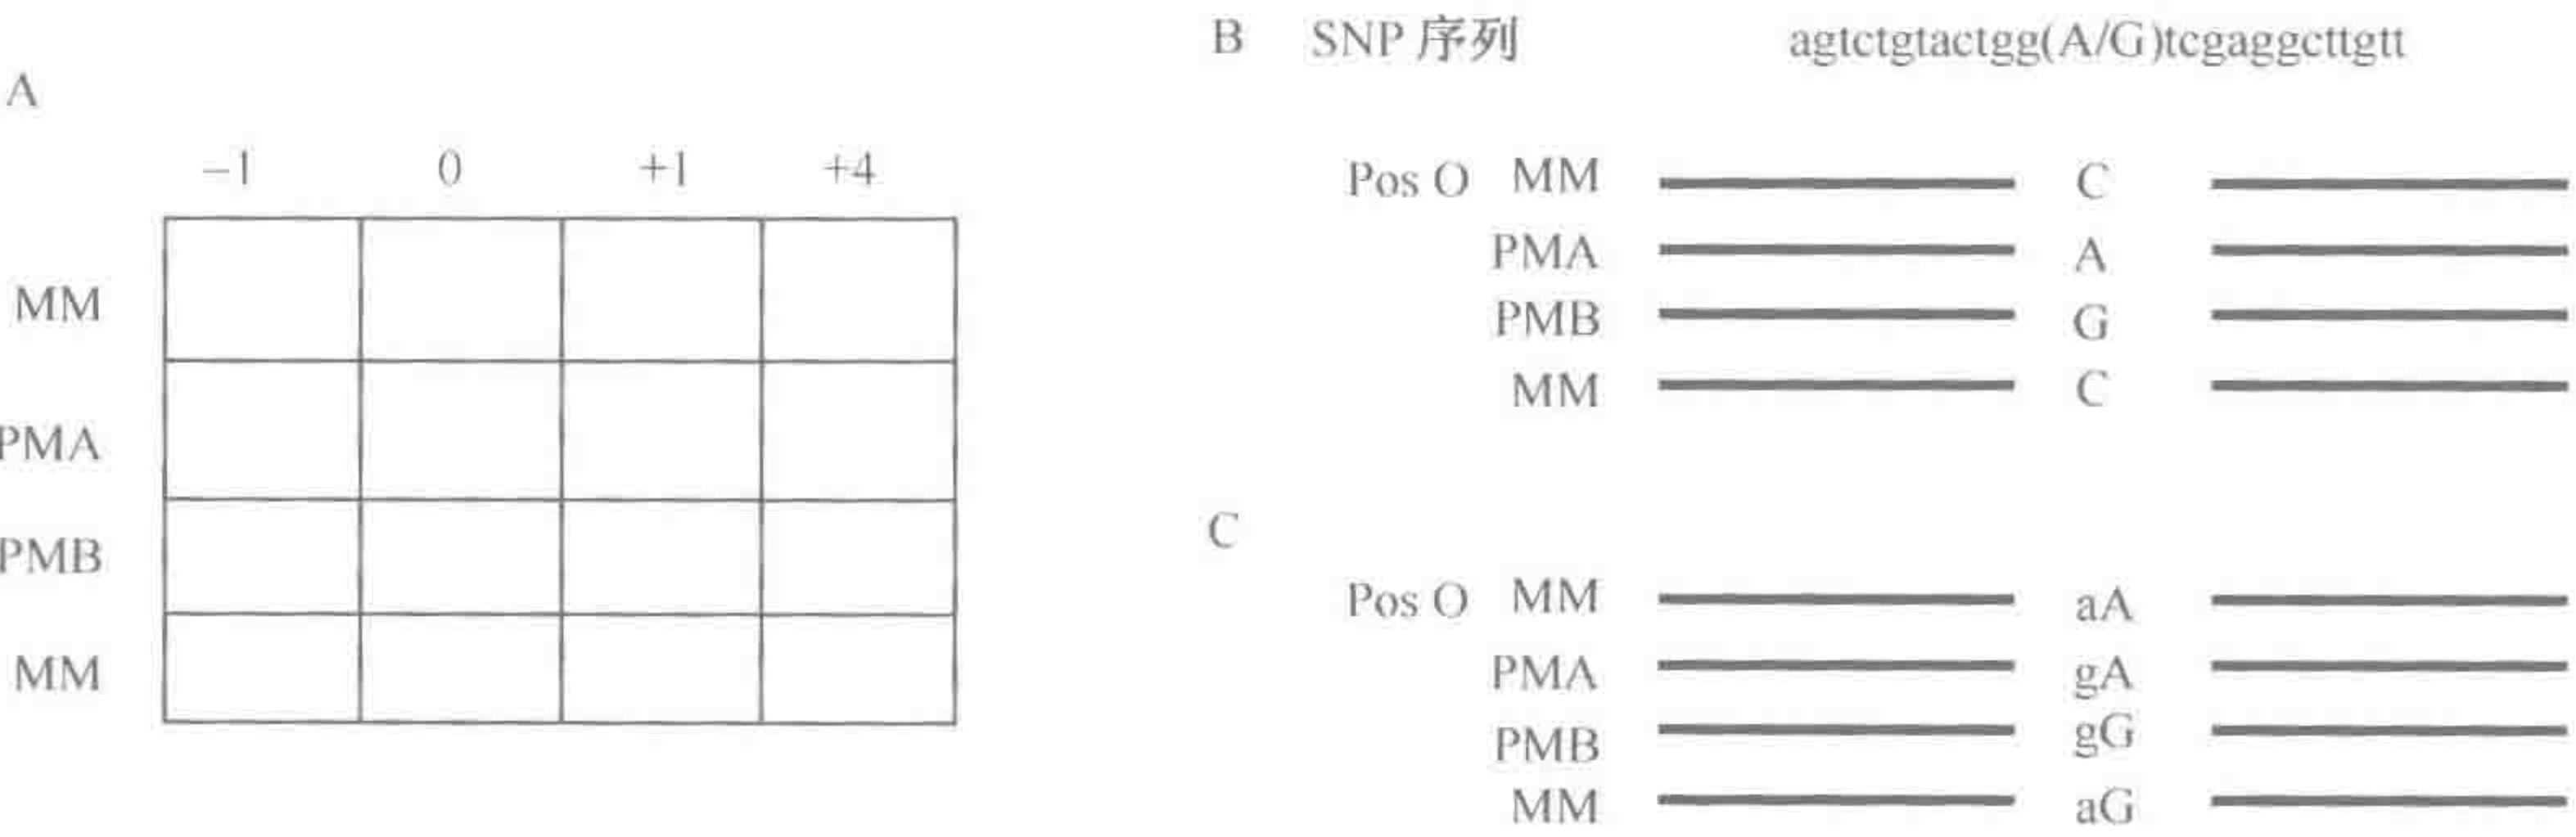 A
−1 0 +1 +4
MM
PMA
PMB
MM
B SNP 序列 agtctgtactgg(A/G)tcgaggcttgtt
Pos O MM C
PMA A
PMB G
MM C
C
Pos O MM aA
PMA gA
PMB gG
MM aG